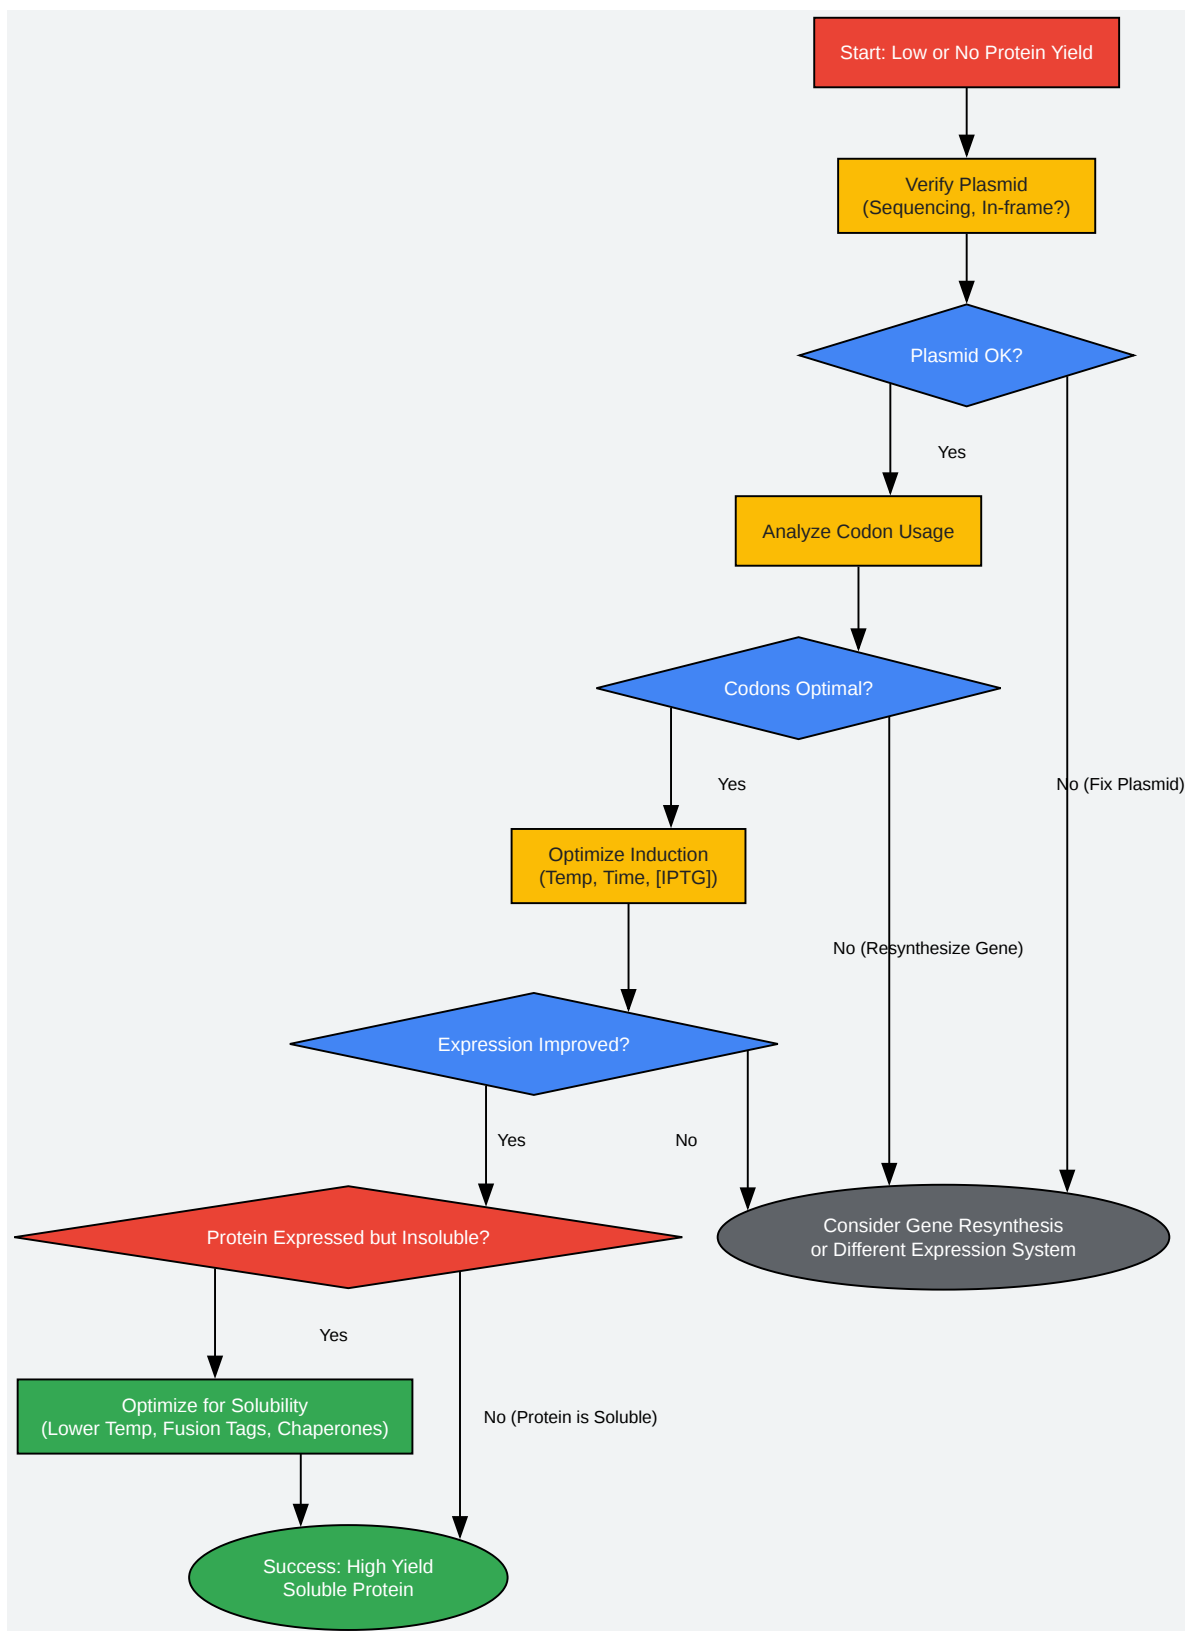 Start: Low or No Protein Yield
Verify Plasmid
(Sequencing, In-frame?)
Plasmid OK?
Yes
Analyze Codon Usage
Codons Optimal?
Yes
No (Fix Plasmid)
Optimize Induction
(Temp, Time, [IPTG])
No (Resynthesize Gene)
Expression Improved?
Yes
No
Protein Expressed but Insoluble?
Consider Gene Resynthesis
or Different Expression System
Yes
Optimize for Solubility
(Lower Temp, Fusion Tags, Chaperones)
No (Protein is Soluble)
Success: High Yield
Soluble Protein